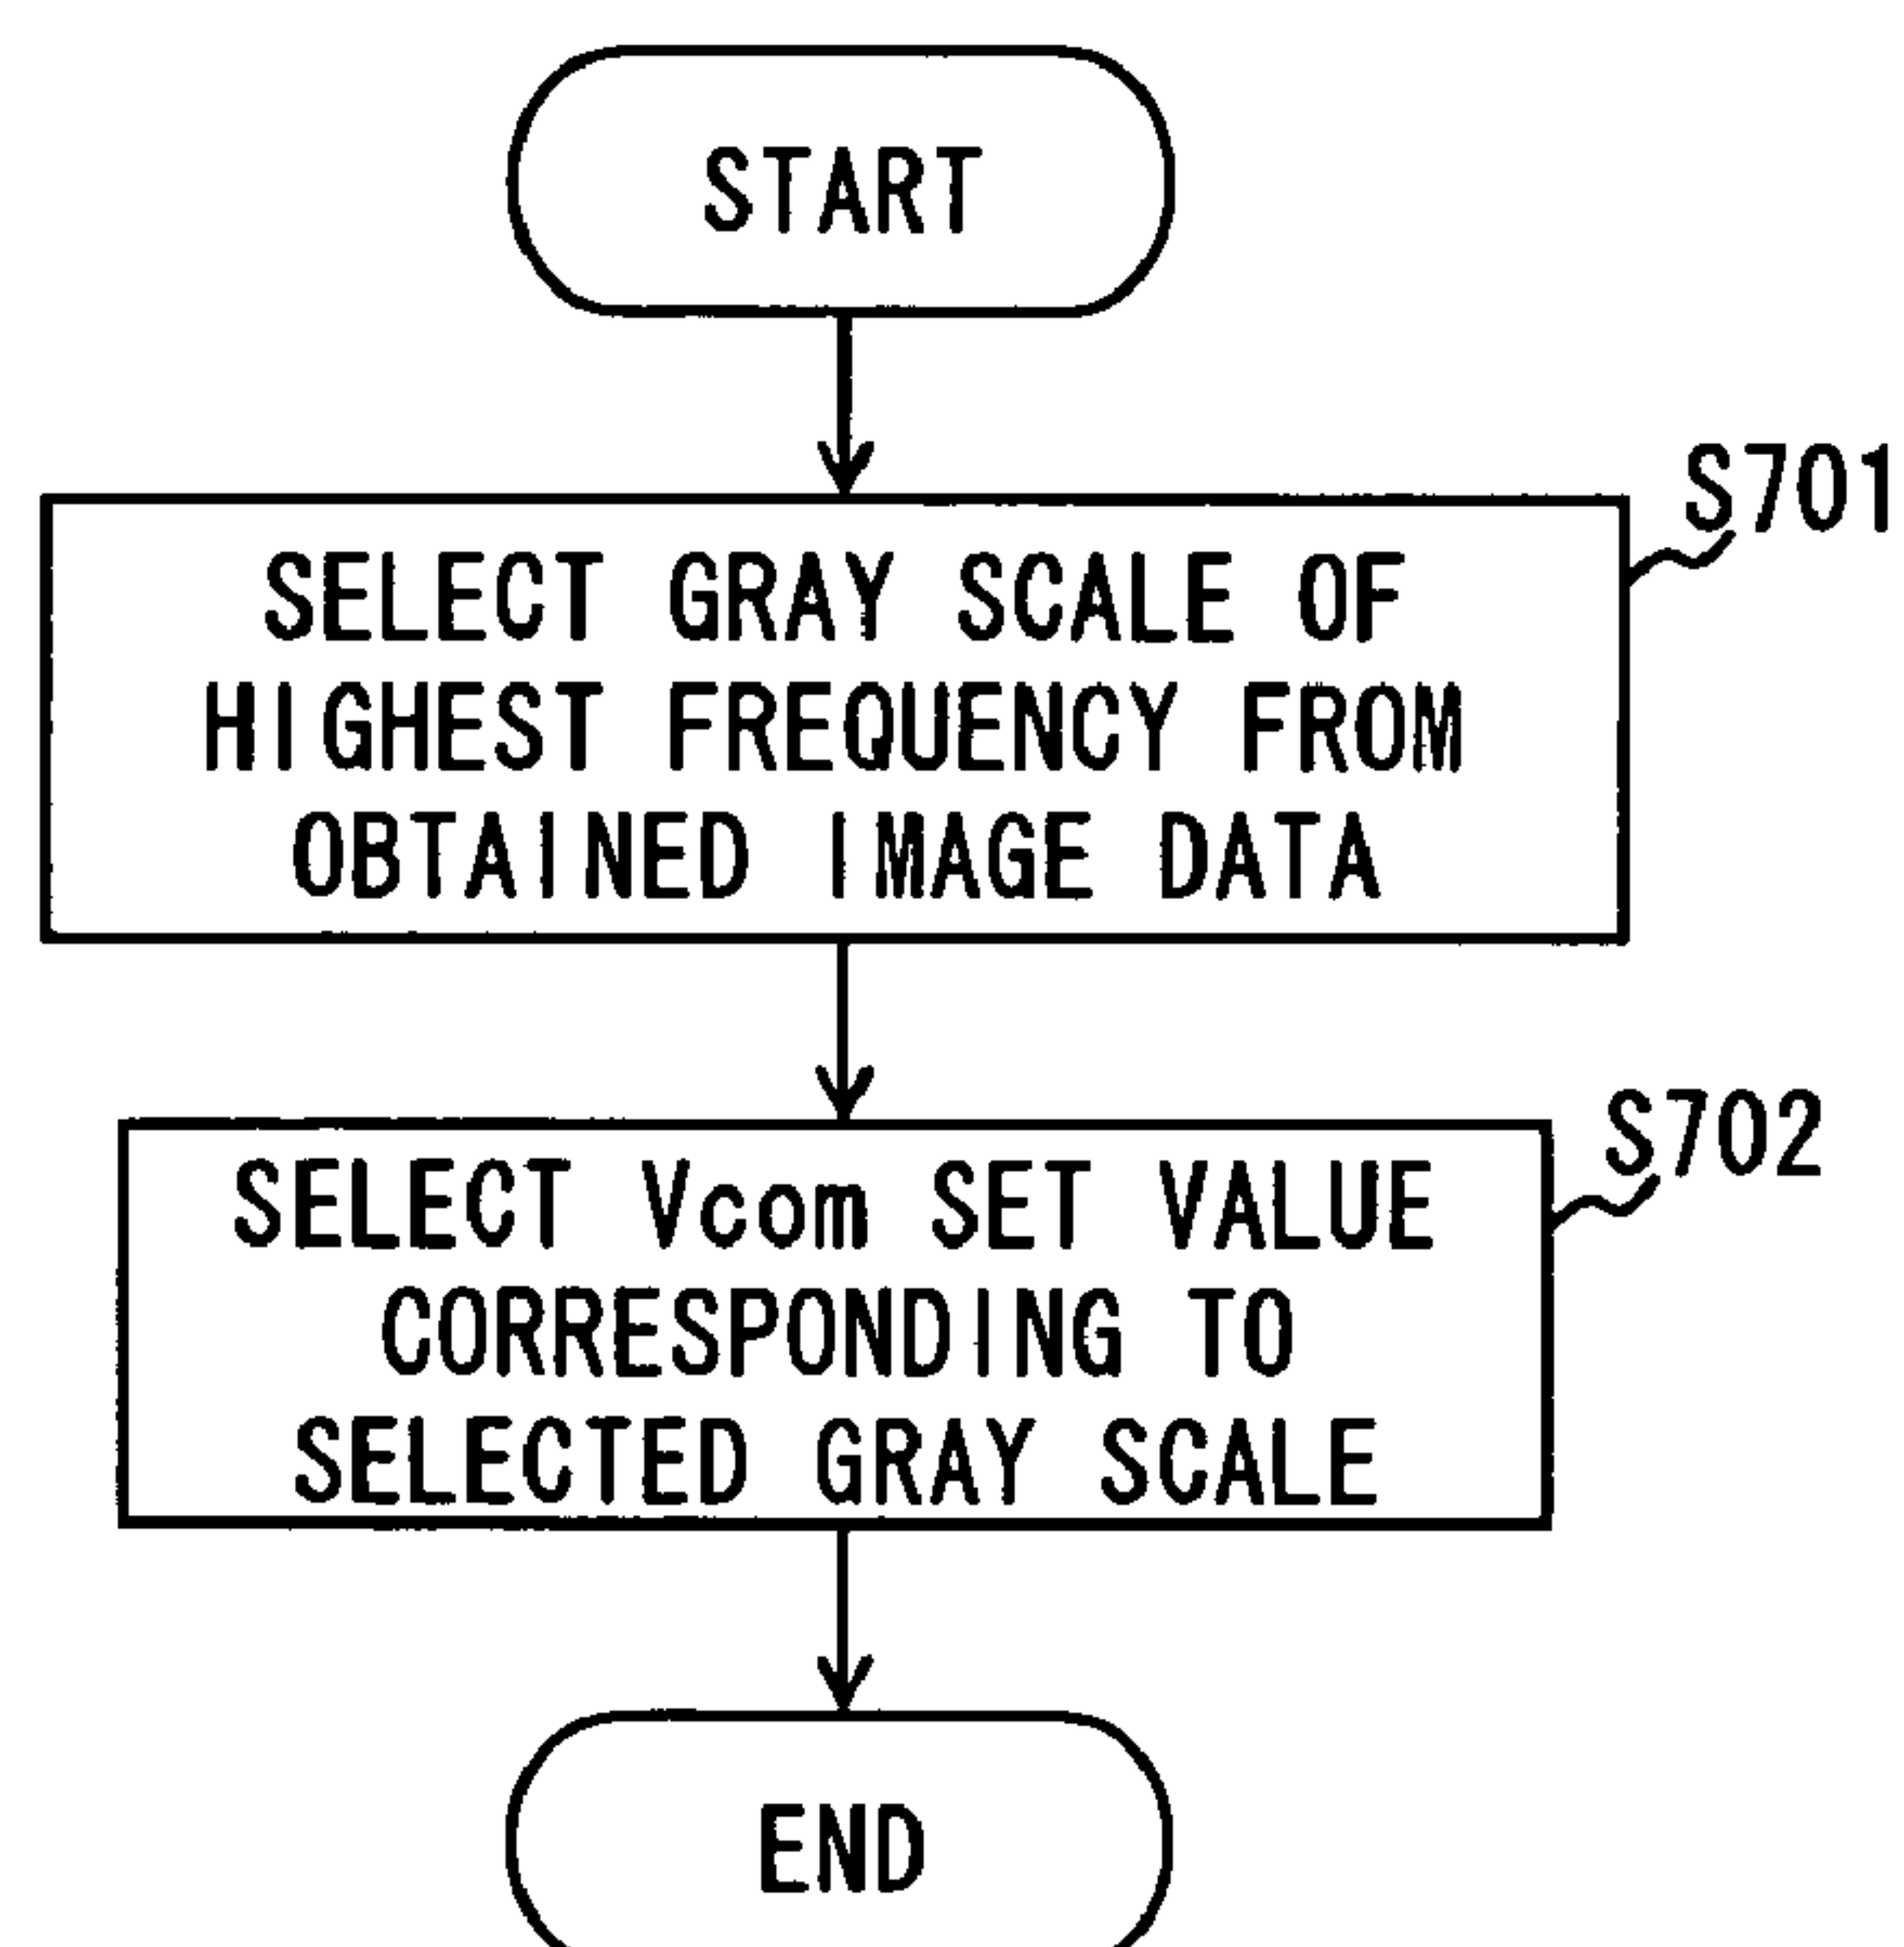 START
S701
SELECT GRAY SCALE OF
HIGHEST FREQUENCY FROM
OBTAINED IMAGE DATA
S702
SELECT Vcom SET VALUE
CORRESPONDING TO
SELECTED GRAY SCALE
END